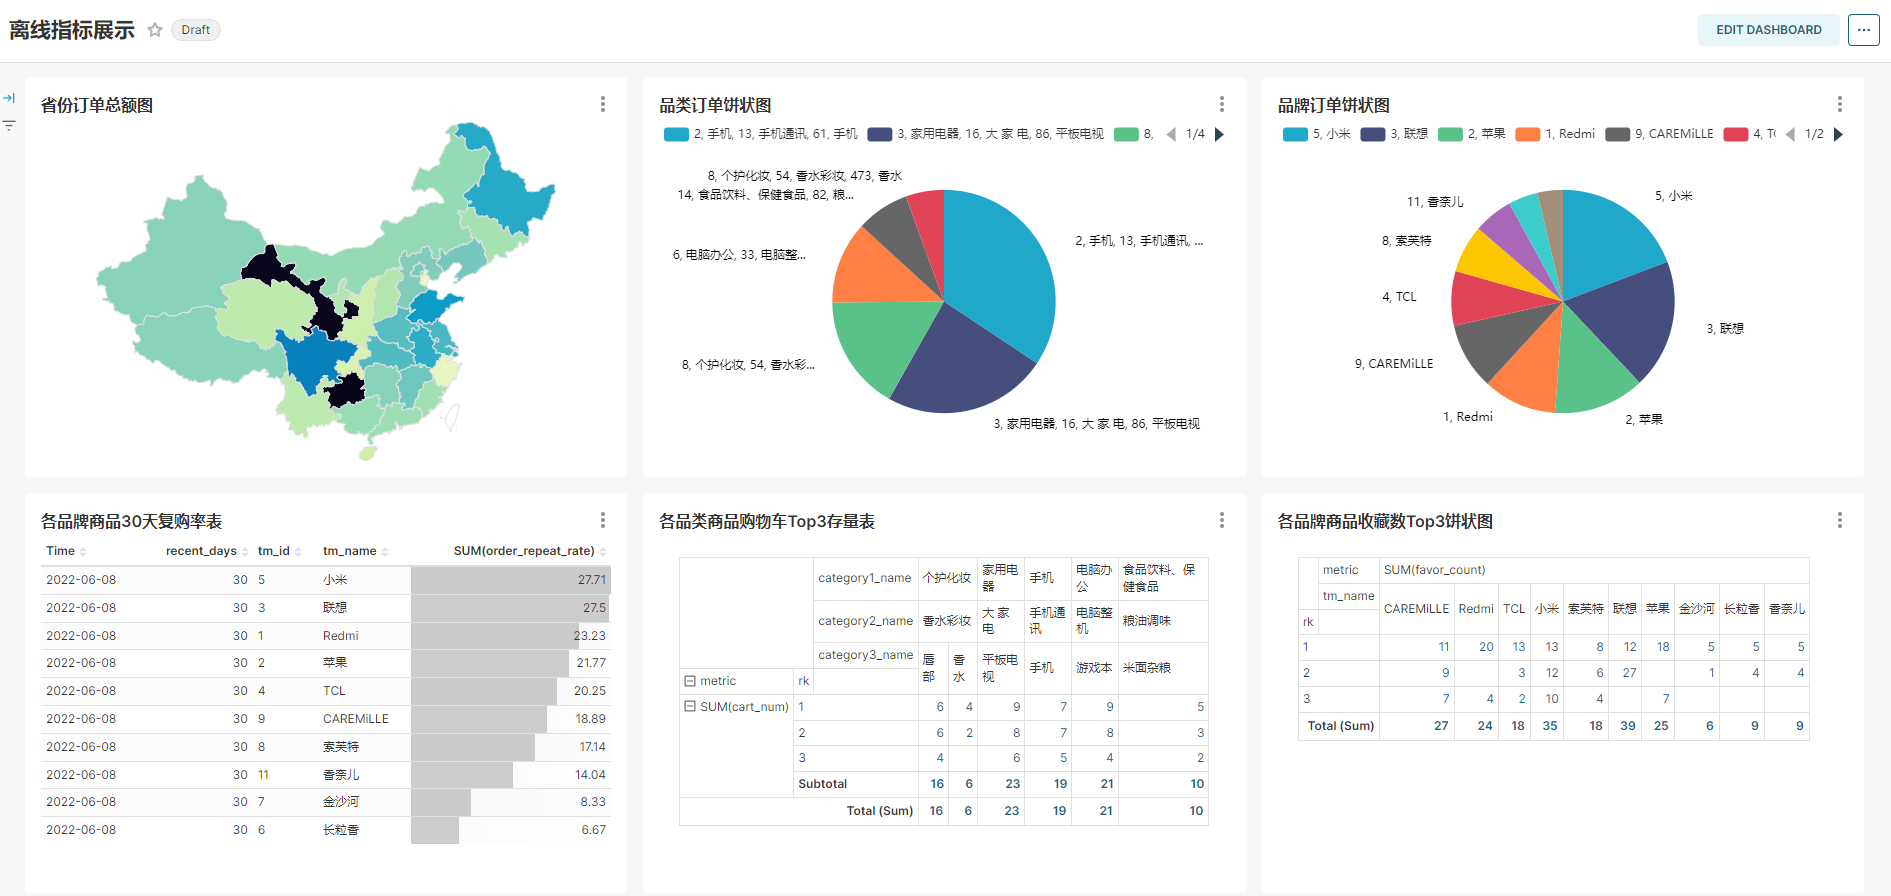 离线指标展示
Draft
EDIT DASHBOARD
省份订单总额图
品类订单饼状图
2, 手机, 13, 手机通讯, 61, 手机
3, 家用电器, 16, 大 家 电, 86, 平板电视
8,
1/4
8, 个护化妆, 54, 香水彩妆, 473, 香水
14, 食品饮料、保健食品, 82, 粮...
6, 电脑办公, 33, 电脑整...
8, 个护化妆, 54, 香水彩...
2, 手机, 13, 手机通讯, ...
3, 家用电器, 16, 大 家 电, 86, 平板电视
品牌订单饼状图
5, 小米
3, 联想
2, 苹果
1, Redmi
9, CAREMiLLE
4, T
1/2
11, 香奈儿
8, 索芙特
4, TCL
9, CAREMiLLE
1, Redmi
5, 小米
3, 联想
2, 苹果
各品牌商品30天复购率表
Time recent_days tm_id tm_name SUM(order_repeat_rate)
2022-06-08 30 5 小米 27.71
2022-06-08 30 3 联想 27.5
2022-06-08 30 1 Redmi 23.23
2022-06-08 30 2 苹果 21.77
2022-06-08 30 4 TCL 20.25
2022-06-08 30 9 CAREMiLLE 18.89
2022-06-08 30 8 索芙特 17.14
2022-06-08 30 11 香奈儿 14.04
2022-06-08 30 7 金沙河 8.33
2022-06-08 30 6 长粒香 6.67
各品类商品购物车Top3存量表
category1_name 个护化妆 家用电器 手机 电脑办公 食品饮料、保健食品
category2_name 香水彩妆 大 家 电 手机通讯 电脑整机 粮油调味
category3_name 唇部 香水 平板电视 手机 游戏本 米面杂粮
metric rk
SUM(cart_num) 1 6 4 9 7 9 5
2 6 2 8 7 8 3
3 4 6 5 4 2
Subtotal 16 6 23 19 21 10
Total (Sum) 16 6 23 19 21 10
各品牌商品收藏数Top3饼状图
metric SUM(favor_count)
tm_name CAREMiLLE Redmi TCL 小米 索芙特 联想 苹果 金沙河 长粒香 香奈儿
rk
1 11 20 13 13 8 12 18 5 5 5
2 9 3 12 6 27 1 4 4
3 7 4 2 10 4 7
Total (Sum) 27 24 18 35 18 39 25 6 9 9